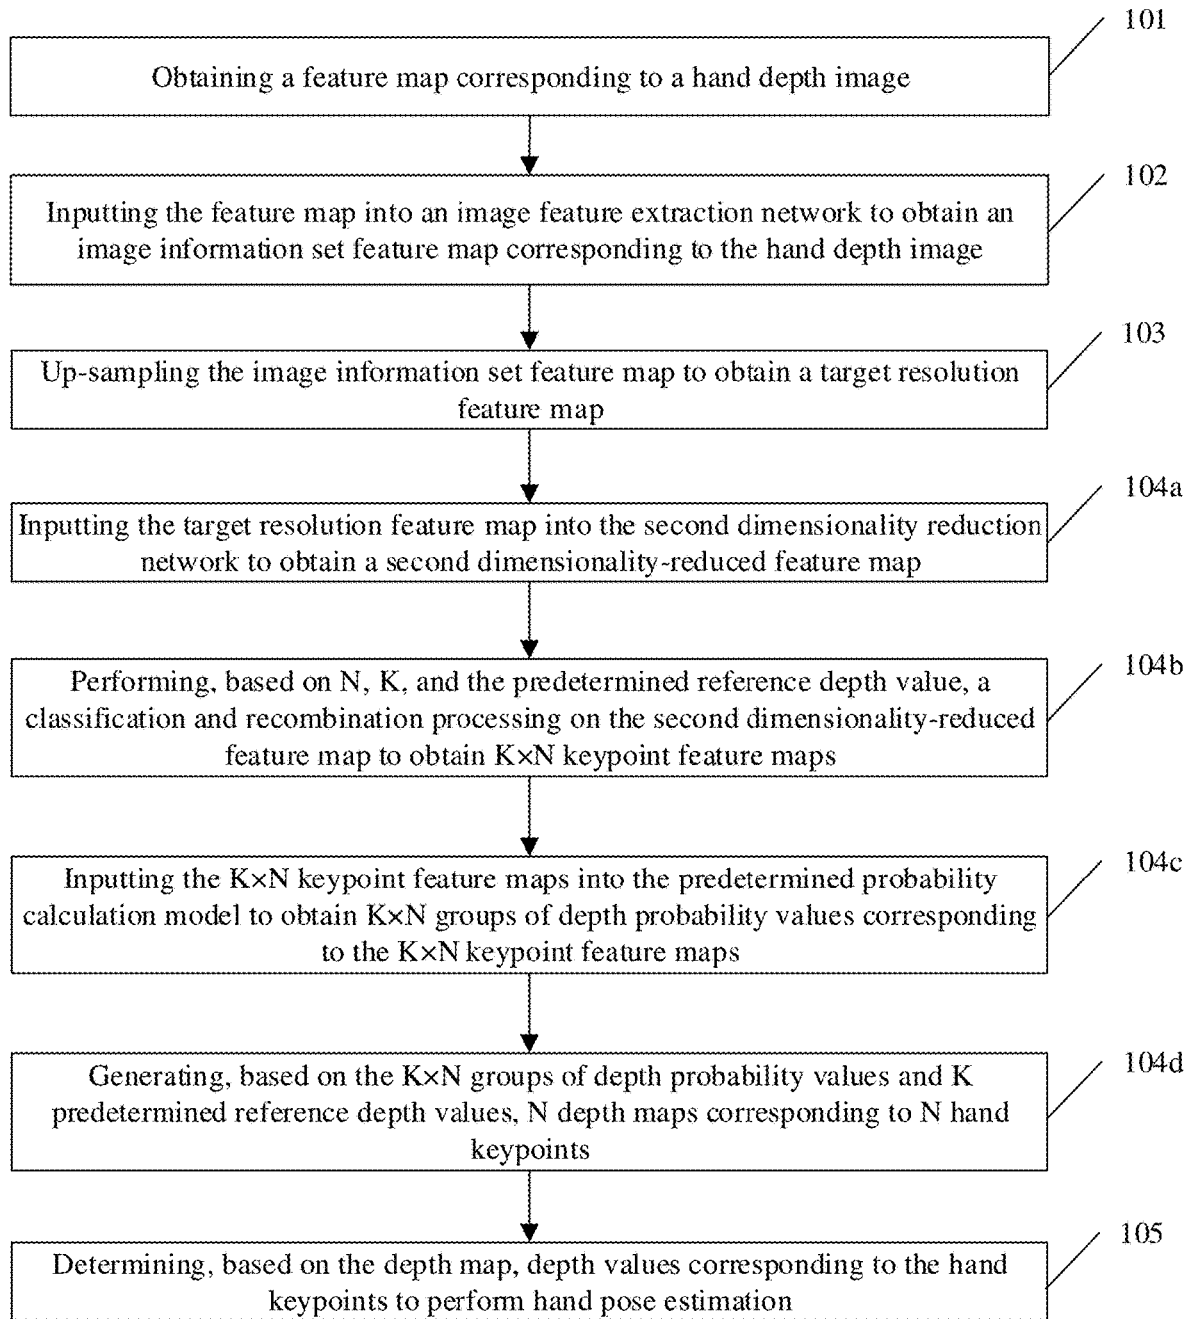 101
Obtaining a feature map corresponding to a hand depth image
102
Inputting the feature map into an image feature extraction network to obtain an
image information set feature map corresponding to the hand depth image
103
Up-sampling the image information set feature map to obtain a target resolution
feature map
104a
Inputting the target resolution feature map into the second dimensionality reduction
network to obtain a second dimensionality-reduced feature map
104b
Performing, based on N, K, and the predetermined reference depth value, a
classification and recombination processing on the second dimensionality-reduced
feature map to obtain K×N keypoint feature maps
104c
Inputting the K×N keypoint feature maps into the predetermined probability
calculation model to obtain K×N groups of depth probability values corresponding
to the K×N keypoint feature maps
104d
Generating, based on the K×N groups of depth probability values and K
predetermined reference depth values, N depth maps corresponding to N hand
keypoints
105
Determining, based on the depth map, depth values corresponding to the hand
keypoints to perform hand pose estimation